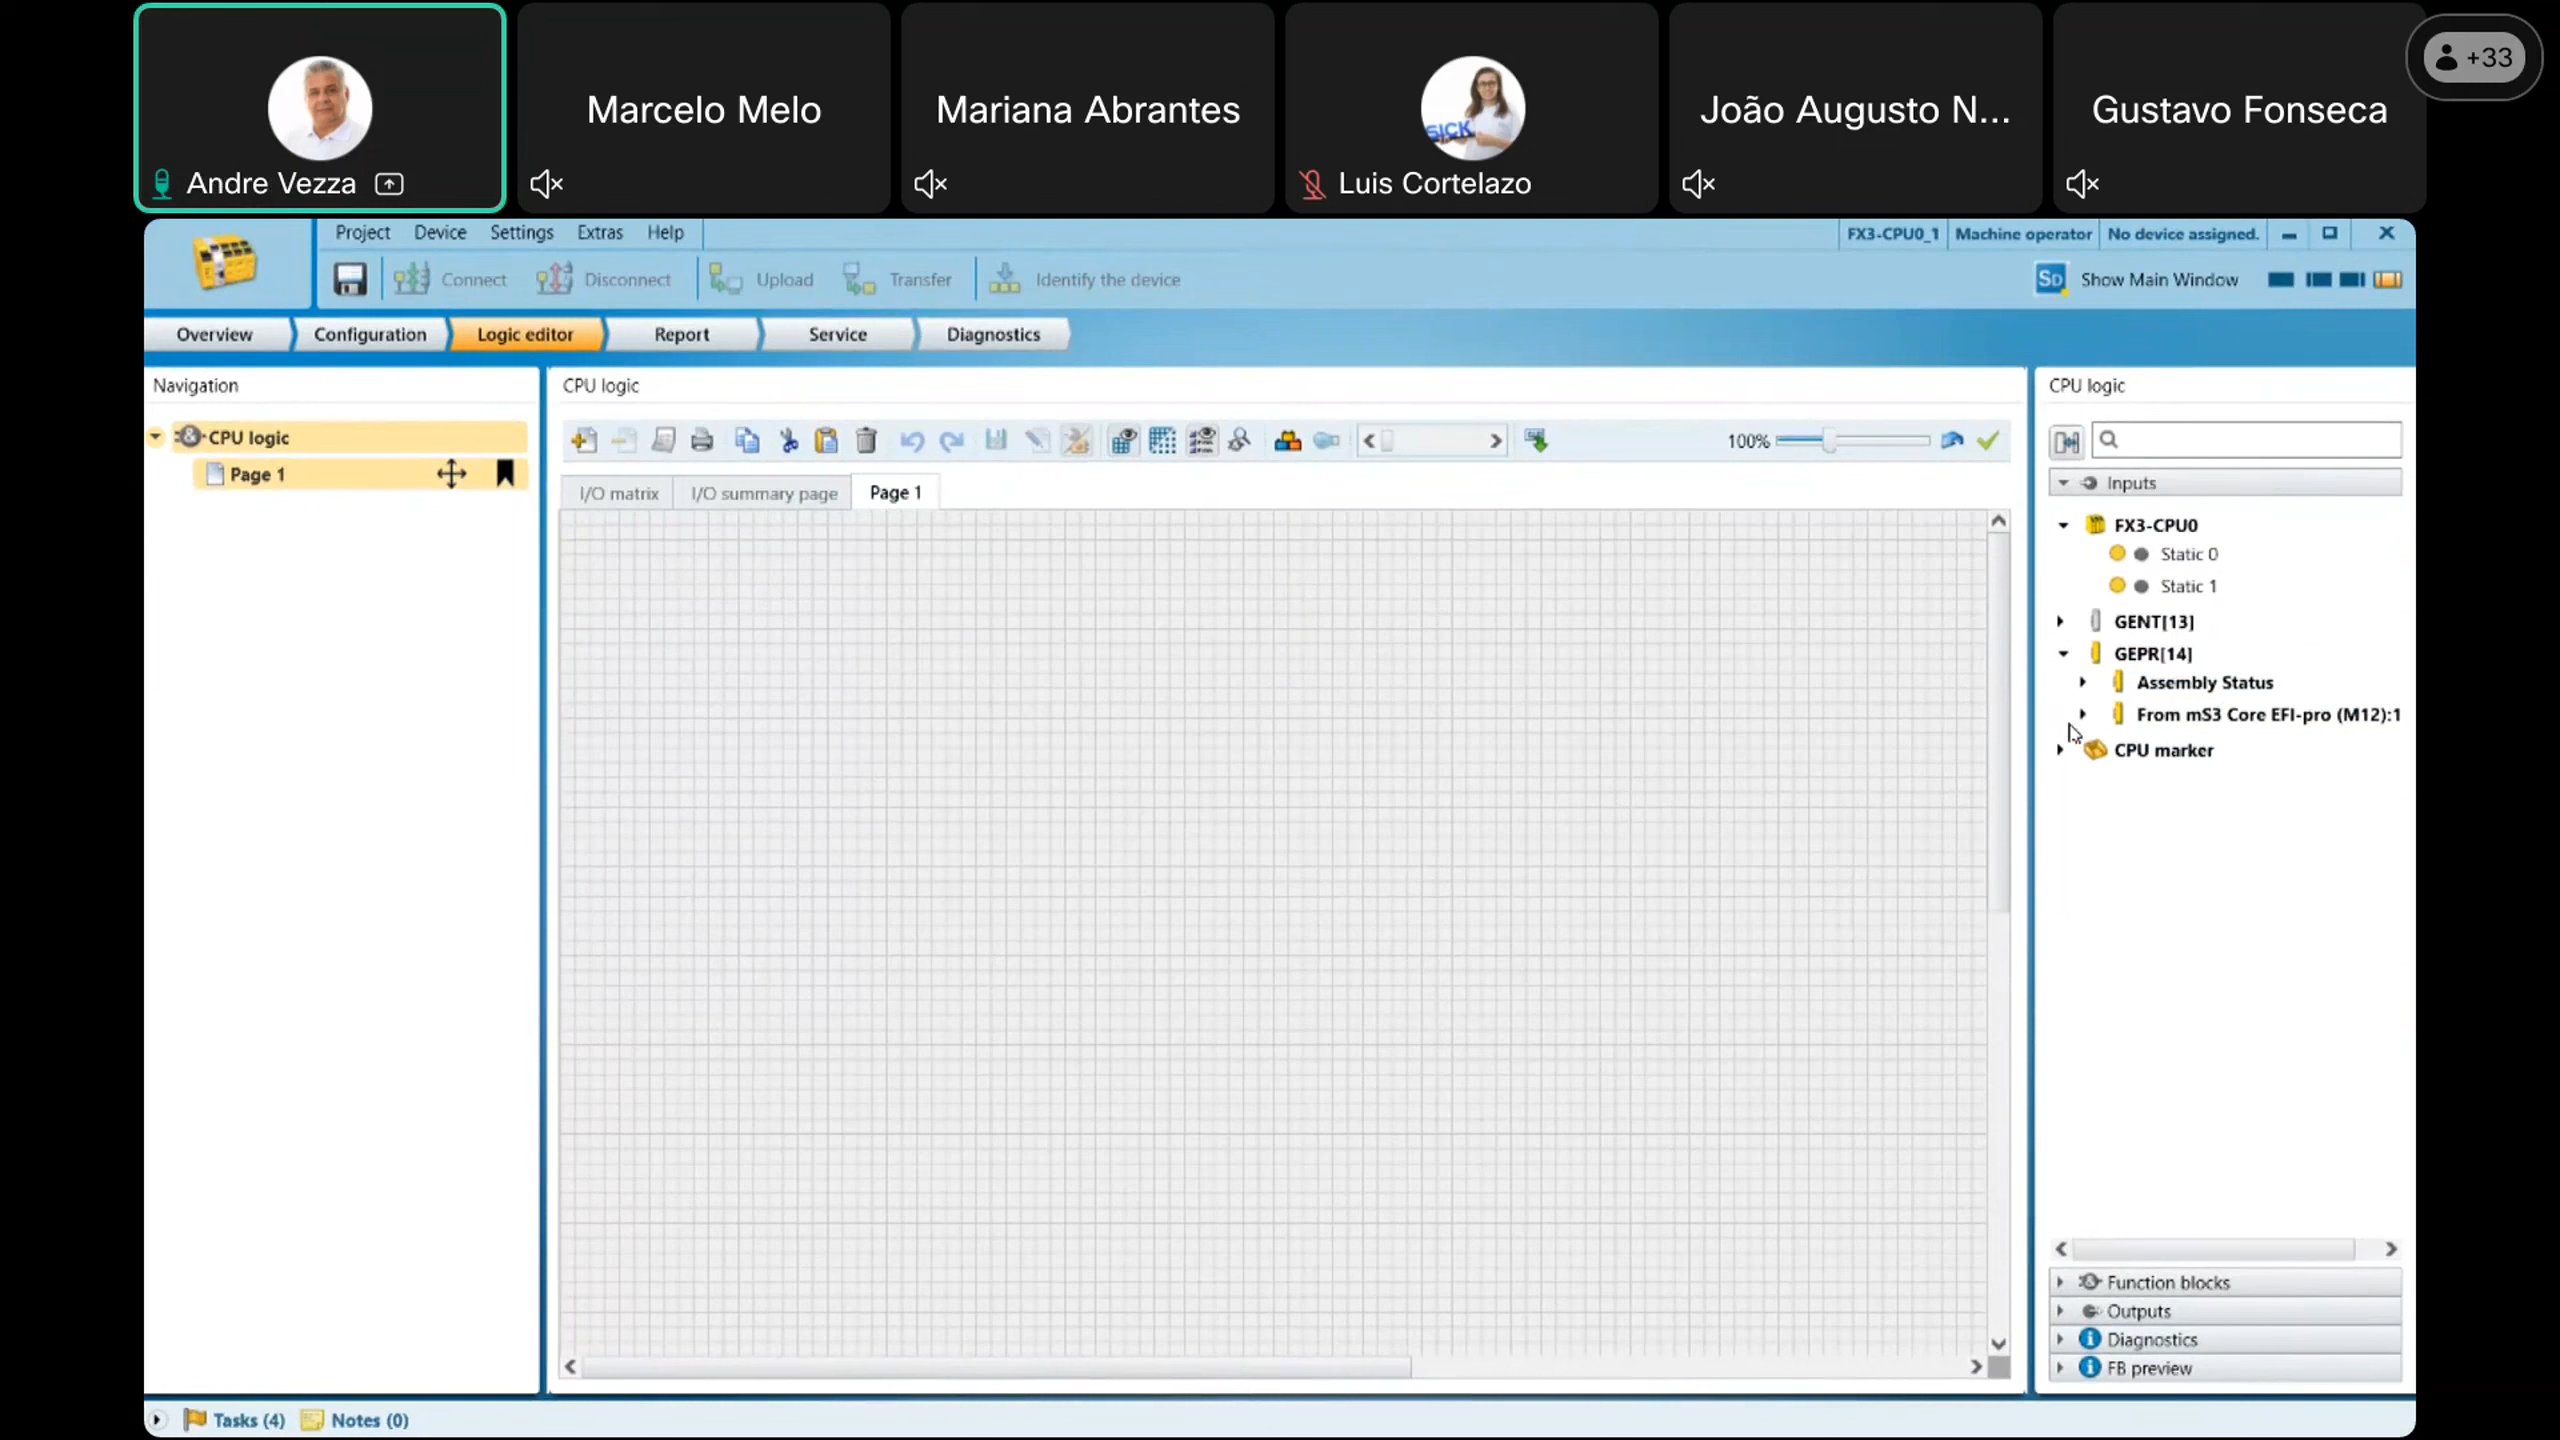 +33
Marcelo Melo
Mariana Abrantes
João Augusto N...
Gustavo Fonseca
SICK
Andre Vezza
Luis Cortelazo
Project Device Settings Extras Help
FX3-CPU0_1 Machine operator No device assigned.
Connect Disconnect Upload Transfer Identify the device
SD Show Main Window
Overview Configuration Logic editor Report Service Diagnostics
Navigation
CPU logic
Page 1
CPU logic
100%
I/O matrix I/O summary page Page 1
CPU logic
Inputs
FX3-CPU0
Static 0
Static 1
GENT[13]
GEPR[14]
Assembly Status
From mS3 Core EFI-pro (M12):1
CPU marker
Function blocks
Outputs
Diagnostics
FB preview
Tasks (4) Notes (0)